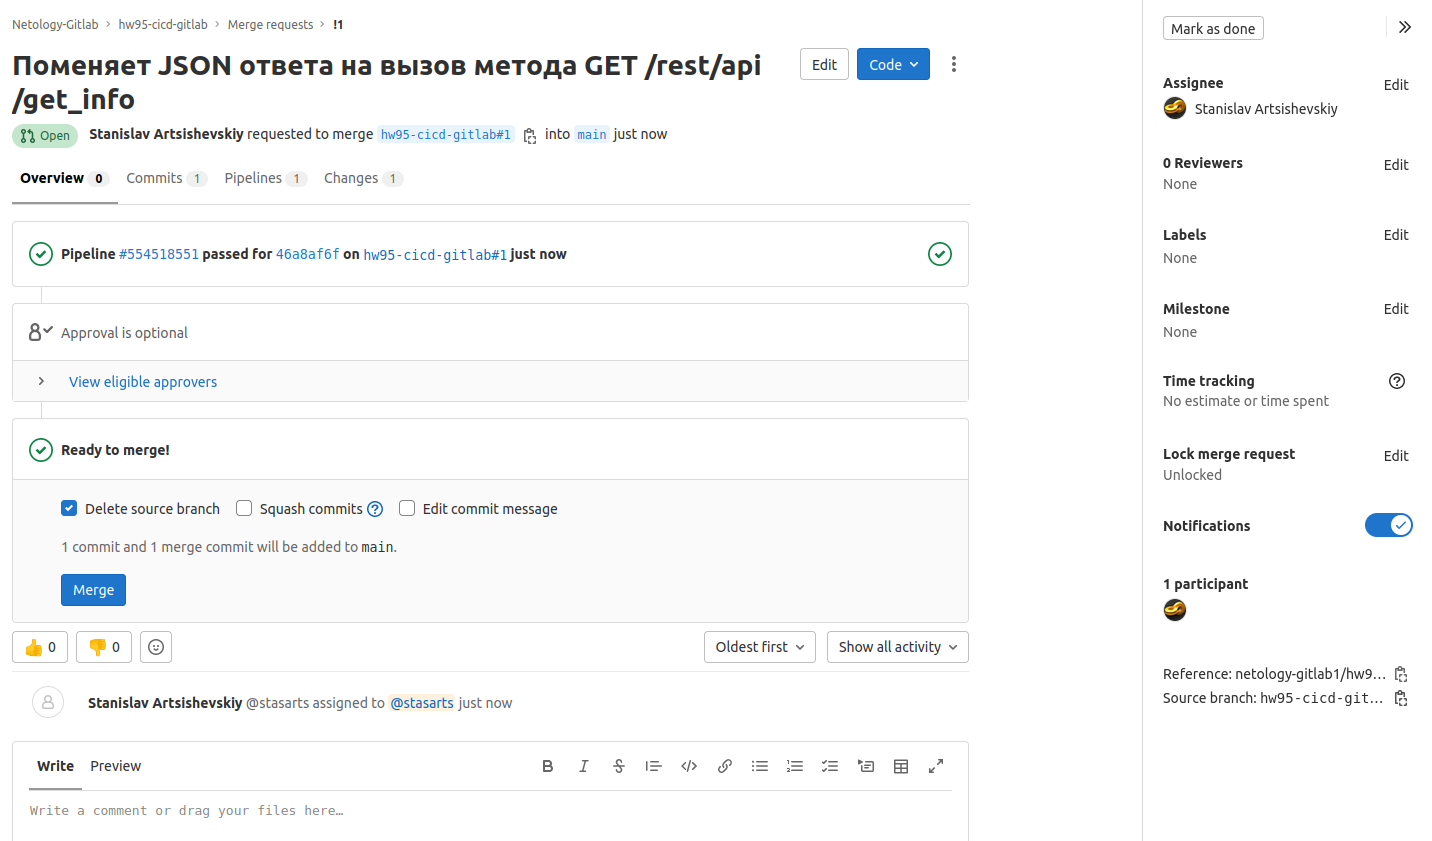 Netology-Gitlab › hw95-cicd-gitlab › Merge requests › !1
Поменяет JSON ответа на вызов метода GET /rest/api
/get_info
Edit
Code
Open
Stanislav Artsishevskiy requested to merge hw95-cicd-gitlab#1 into main just now
Overview 0 Commits 1 Pipelines 1 Changes 1
Pipeline #554518551 passed for 46a8af6f on hw95-cicd-gitlab#1 just now
Approval is optional
View eligible approvers
Ready to merge!
Delete source branch Squash commits ? Edit commit message
1 commit and 1 merge commit will be added to main.
Merge
👍 0 👎 0
Oldest first Show all activity
Stanislav Artsishevskiy @stasarts assigned to @stasarts just now
Write Preview
Write a comment or drag your files here…
Mark as done
Assignee Edit
Stanislav Artsishevskiy
0 Reviewers Edit
None
Labels Edit
None
Milestone Edit
None
Time tracking ?
No estimate or time spent
Lock merge request Edit
Unlocked
Notifications
1 participant
Reference: netology-gitlab1/hw9…
Source branch: hw95-cicd-git…